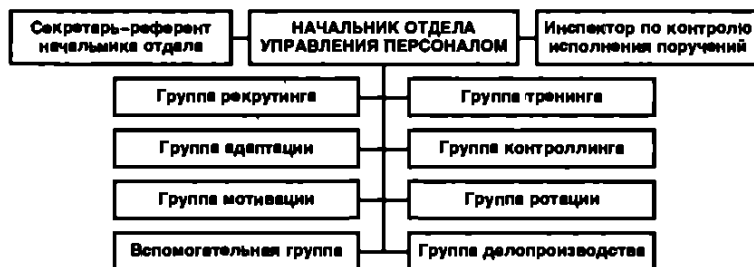 Секретарь-референт
начальника отдела
НАЧАЛЬНИК ОТДЕЛА
УПРАВЛЕНИЯ ПЕРСОНАЛОМ
Инспектор по контролю
исполнения поручений
Группа рекрутинга
Группа тренинга
Группа адаптации
Группа контроллинга
Группа мотивации
Группа ротации
Вспомогательная группа
Группа делопроизводства